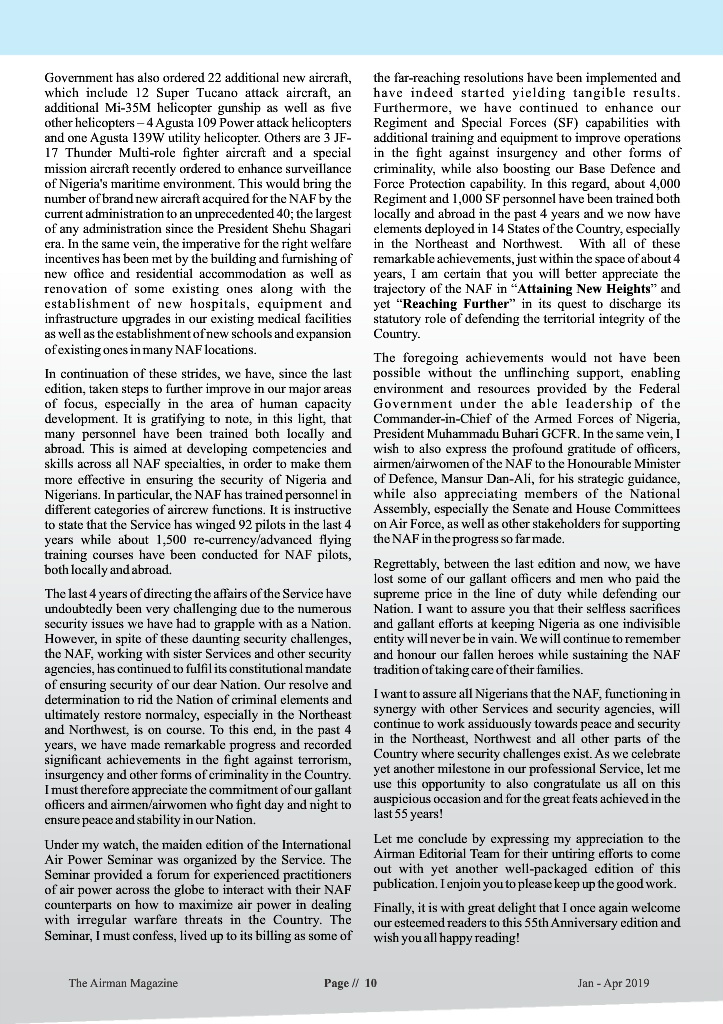 Government has also ordered 22 additional new aircraft,
which include 12 Super Tucano attack aircraft, an
additional Mi-35M helicopter gunship as well as five
other helicopters – 4 Agusta 109 Power attack helicopters
and one Agusta 139W utility helicopter. Others are 3 JF-
17 Thunder Multi-role fighter aircraft and a special
mission aircraft recently ordered to enhance surveillance
of Nigeria's maritime environment. This would bring the
number of brand new aircraft acquired for the NAF by the
current administration to an unprecedented 40; the largest
of any administration since the President Shehu Shagari
era. In the same vein, the imperative for the right welfare
incentives has been met by the building and furnishing of
new office and residential accommodation as well as
renovation of some existing ones along with the
establishment of new hospitals, equipment and
infrastructure upgrades in our existing medical facilities
as well as the establishment of new schools and expansion
of existing ones in many NAF locations.
In continuation of these strides, we have, since the last
edition, taken steps to further improve in our major areas
of focus, especially in the area of human capacity
development. It is gratifying to note, in this light, that
many personnel have been trained both locally and
abroad. This is aimed at developing competencies and
skills across all NAF specialties, in order to make them
more effective in ensuring the security of Nigeria and
Nigerians. In particular, the NAF has trained personnel in
different categories of aircrew functions. It is instructive
to state that the Service has winged 92 pilots in the last 4
years while about 1,500 re-currency/advanced flying
training courses have been conducted for NAF pilots,
both locally and abroad.
The last 4 years of directing the affairs of the Service have
undoubtedly been very challenging due to the numerous
security issues we have had to grapple with as a Nation.
However, in spite of these daunting security challenges,
the NAF, working with sister Services and other security
agencies, has continued to fulfil its constitutional mandate
of ensuring security of our dear Nation. Our resolve and
determination to rid the Nation of criminal elements and
ultimately restore normalcy, especially in the Northeast
and Northwest, is on course. To this end, in the past 4
years, we have made remarkable progress and recorded
significant achievements in the fight against terrorism,
insurgency and other forms of criminality in the Country.
I must therefore appreciate the commitment of our gallant
officers and airmen/airwomen who fight day and night to
ensure peace and stability in our Nation.
Under my watch, the maiden edition of the International
Air Power Seminar was organized by the Service. The
Seminar provided a forum for experienced practitioners
of air power across the globe to interact with their NAF
counterparts on how to maximize air power in dealing
with irregular warfare threats in the Country. The
Seminar, I must confess, lived up to its billing as some of
the far-reaching resolutions have been implemented and
have indeed started yielding tangible results.
Furthermore, we have continued to enhance our
Regiment and Special Forces (SF) capabilities with
additional training and equipment to improve operations
in the fight against insurgency and other forms of
criminality, while also boosting our Base Defence and
Force Protection capability. In this regard, about 4,000
Regiment and 1,000 SF personnel have been trained both
locally and abroad in the past 4 years and we now have
elements deployed in 14 States of the Country, especially
in the Northeast and Northwest. With all of these
remarkable achievements, just within the space of about 4
years, I am certain that you will better appreciate the
trajectory of the NAF in “Attaining New Heights” and
yet “Reaching Further” in its quest to discharge its
statutory role of defending the territorial integrity of the
Country.
The foregoing achievements would not have been
possible without the unflinching support, enabling
environment and resources provided by the Federal
Government under the able leadership of the
Commander-in-Chief of the Armed Forces of Nigeria,
President Muhammadu Buhari GCFR. In the same vein, I
wish to also express the profound gratitude of officers,
airmen/airwomen of the NAF to the Honourable Minister
of Defence, Mansur Dan-Ali, for his strategic guidance,
while also appreciating members of the National
Assembly, especially the Senate and House Committees
on Air Force, as well as other stakeholders for supporting
the NAF in the progress so far made.
Regrettably, between the last edition and now, we have
lost some of our gallant officers and men who paid the
supreme price in the line of duty while defending our
Nation. I want to assure you that their selfless sacrifices
and gallant efforts at keeping Nigeria as one indivisible
entity will never be in vain. We will continue to remember
and honour our fallen heroes while sustaining the NAF
tradition of taking care of their families.
I want to assure all Nigerians that the NAF, functioning in
synergy with other Services and security agencies, will
continue to work assiduously towards peace and security
in the Northeast, Northwest and all other parts of the
Country where security challenges exist. As we celebrate
yet another milestone in our professional Service, let me
use this opportunity to also congratulate us all on this
auspicious occasion and for the great feats achieved in the
last 55 years!
Let me conclude by expressing my appreciation to the
Airman Editorial Team for their untiring efforts to come
out with yet another well-packaged edition of this
publication. I enjoin you to please keep up the good work.
Finally, it is with great delight that I once again welcome
our esteemed readers to this 55th Anniversary edition and
wish you all happy reading!
The Airman Magazine
Page // 10
Jan - Apr 2019